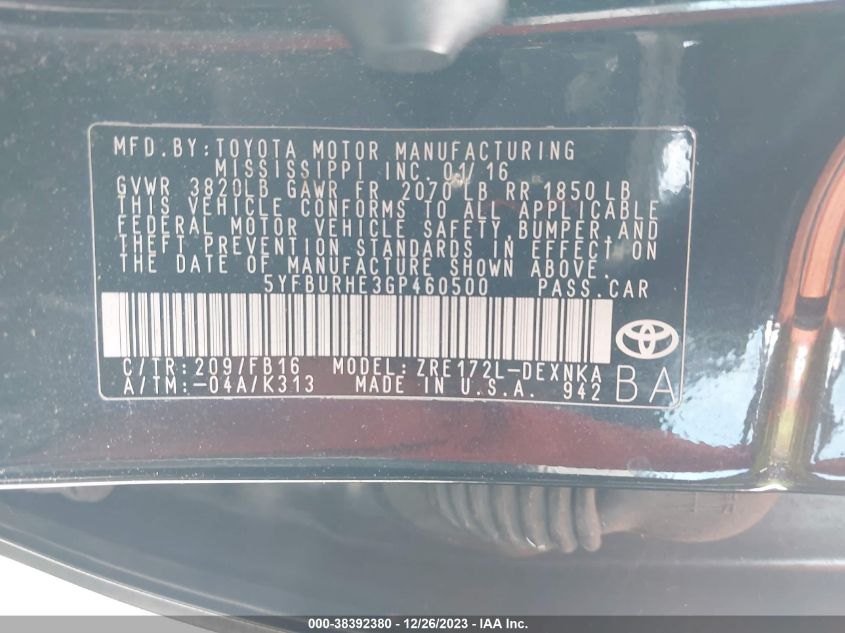 MFD.BY:TOYOTA MOTOR MANUFACTURING
MISSISSIPPI INC. 01/16
GVWR 3820LB GAWR FR 2070 LB RR 1850 LB
THIS VEHICLE CONFORMS TO ALL APPLICABLE
FEDERAL MOTOR VEHICLE SAFETY, BUMPER AND
THEFT PREVENTION STANDARDS IN EFFECT ON
THE DATE OF MANUFACTURE SHOWN ABOVE.
5YFBURHE3GP460500 PASS.CAR
C/TR: 209/FB16 MODEL: ZRE172L-DEXNKA
A/TM:-04A/K313 MADE IN U.S.A. 942 BA
000-38392380 - 12/26/2023 - IAA Inc.